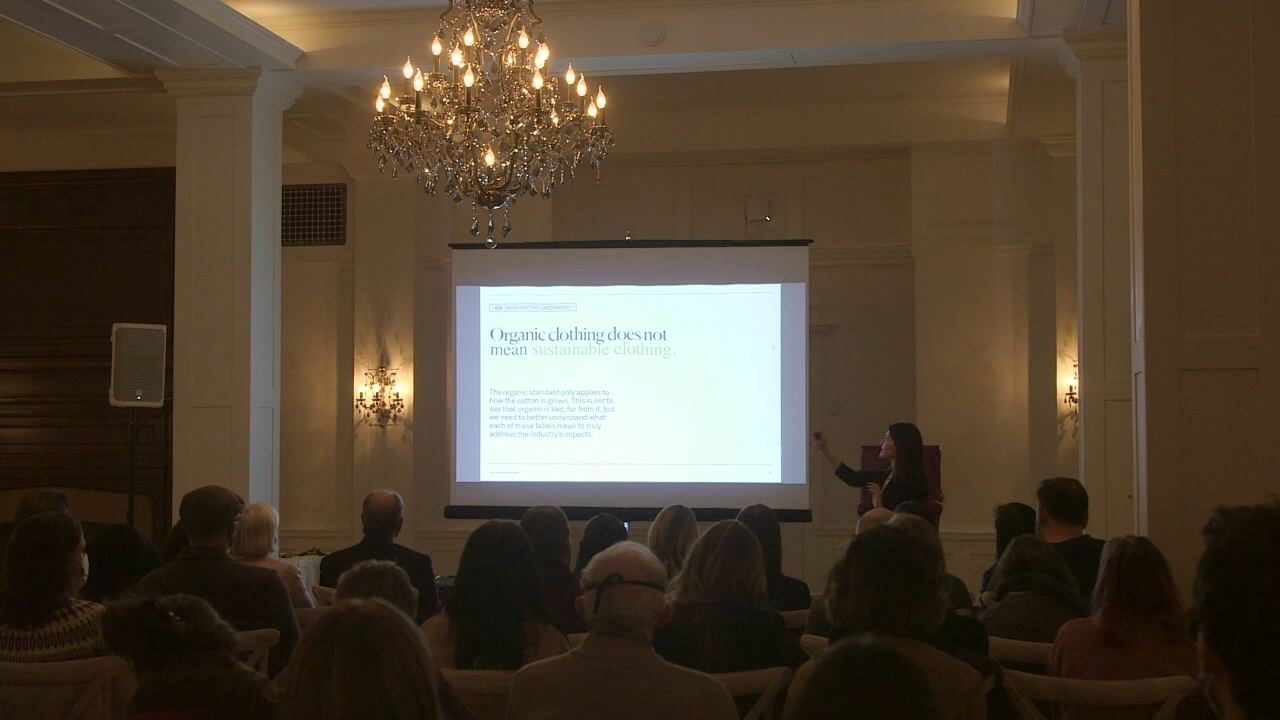 Organic clothing does not
mean sustainable clothing.
The organic standard only applies to
how the cotton is grown. This is not to
say that organic is bad, far from it, but
we need to better understand what
each of these labels mean to truly
address the industry's impacts.